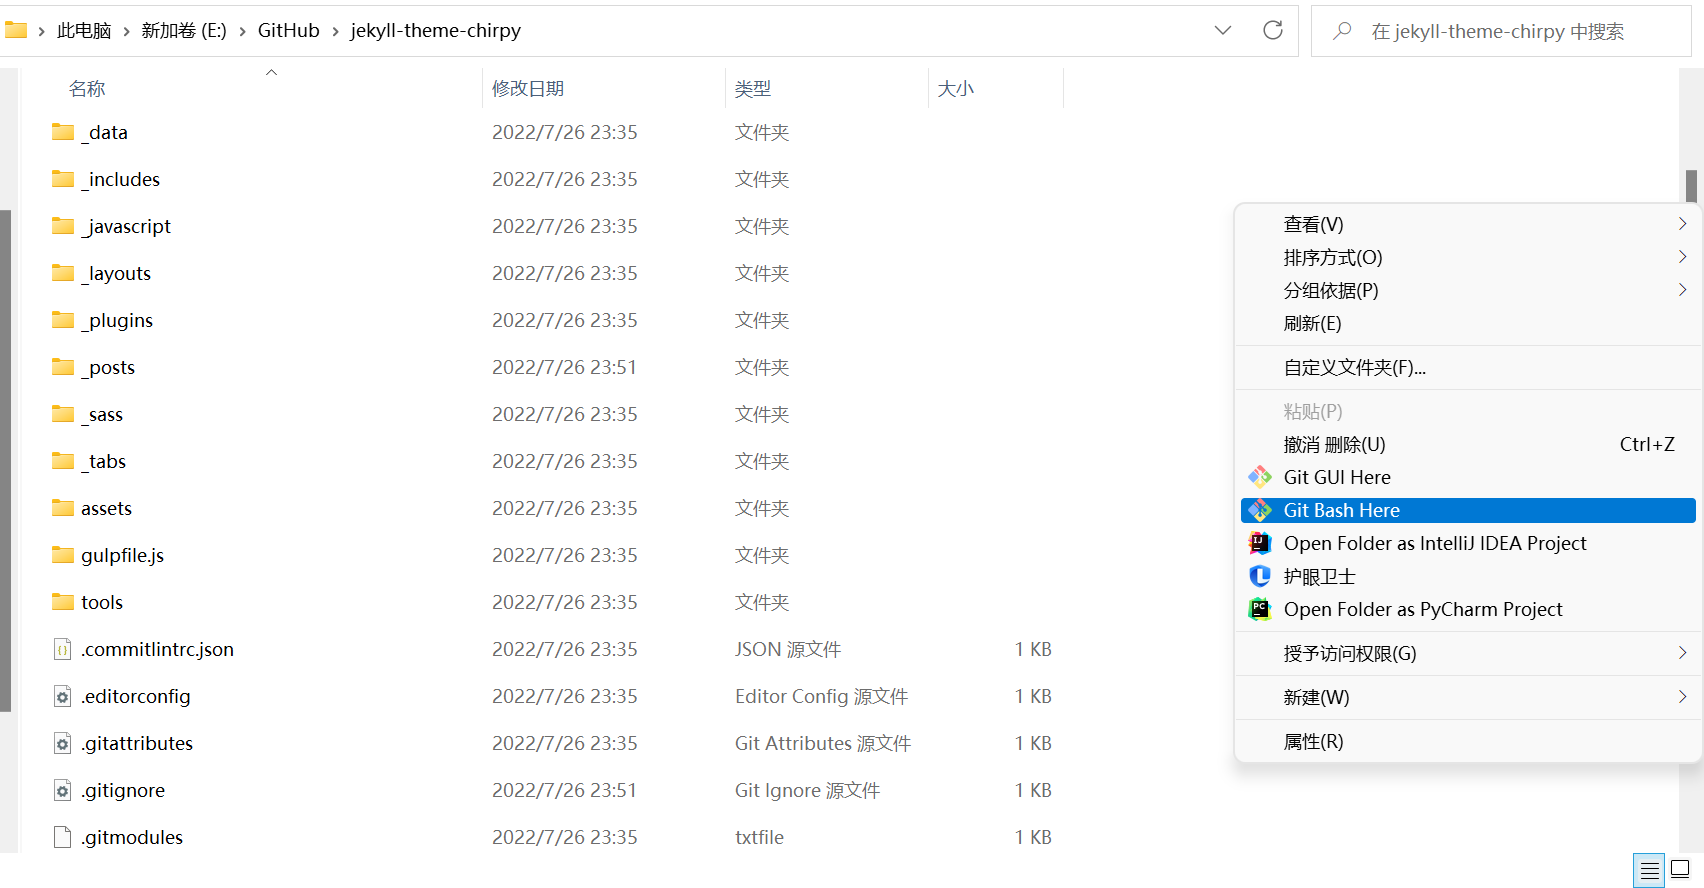 此电脑 › 新加卷 (E:) › GitHub › jekyll-theme-chirpy
在 jekyll-theme-chirpy 中搜索
名称 修改日期 类型 大小
_data 2022/7/26 23:35 文件夹
_includes 2022/7/26 23:35 文件夹
_javascript 2022/7/26 23:35 文件夹
_layouts 2022/7/26 23:35 文件夹
_plugins 2022/7/26 23:35 文件夹
_posts 2022/7/26 23:51 文件夹
_sass 2022/7/26 23:35 文件夹
_tabs 2022/7/26 23:35 文件夹
assets 2022/7/26 23:35 文件夹
gulpfile.js 2022/7/26 23:35 文件夹
tools 2022/7/26 23:35 文件夹
.commitlintrc.json 2022/7/26 23:35 JSON 源文件 1 KB
.editorconfig 2022/7/26 23:35 Editor Config 源文件 1 KB
.gitattributes 2022/7/26 23:35 Git Attributes 源文件 1 KB
.gitignore 2022/7/26 23:51 Git Ignore 源文件 1 KB
.gitmodules 2022/7/26 23:35 txtfile 1 KB
查看(V)
排序方式(O)
分组依据(P)
刷新(E)
自定义文件夹(F)...
粘贴(P)
撤消 删除(U) Ctrl+Z
Git GUI Here
Git Bash Here
Open Folder as IntelliJ IDEA Project
护眼卫士
Open Folder as PyCharm Project
授予访问权限(G)
新建(W)
属性(R)